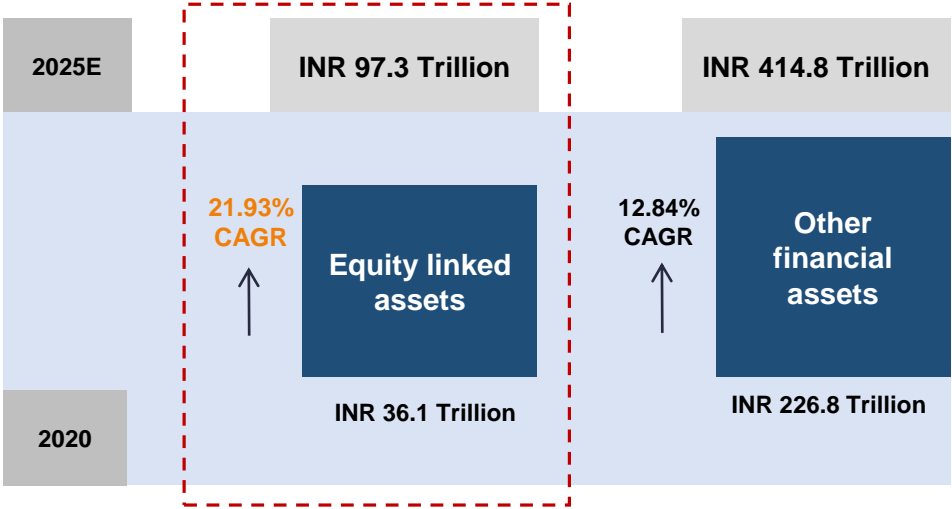 2025E
INR 97.3 Trillion
INR 414.8 Trillion
21.93%
CAGR
Equity linked
assets
12.84%
CAGR
Other
financial
assets
INR 36.1 Trillion
INR 226.8 Trillion
2020